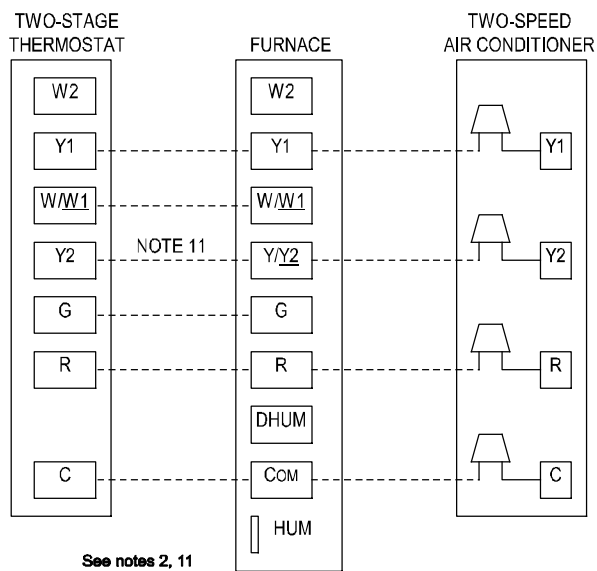 TWO-STAGE
THERMOSTAT
FURNACE
TWO-SPEED
AIR CONDITIONER
W2
W2
Y1
Y1
Y1
W/W1
W/W1
Y2
NOTE 11
Y/Y2
Y2
G
G
R
R
R
DHUM
C
COM
C
HUM
See notes 2, 11